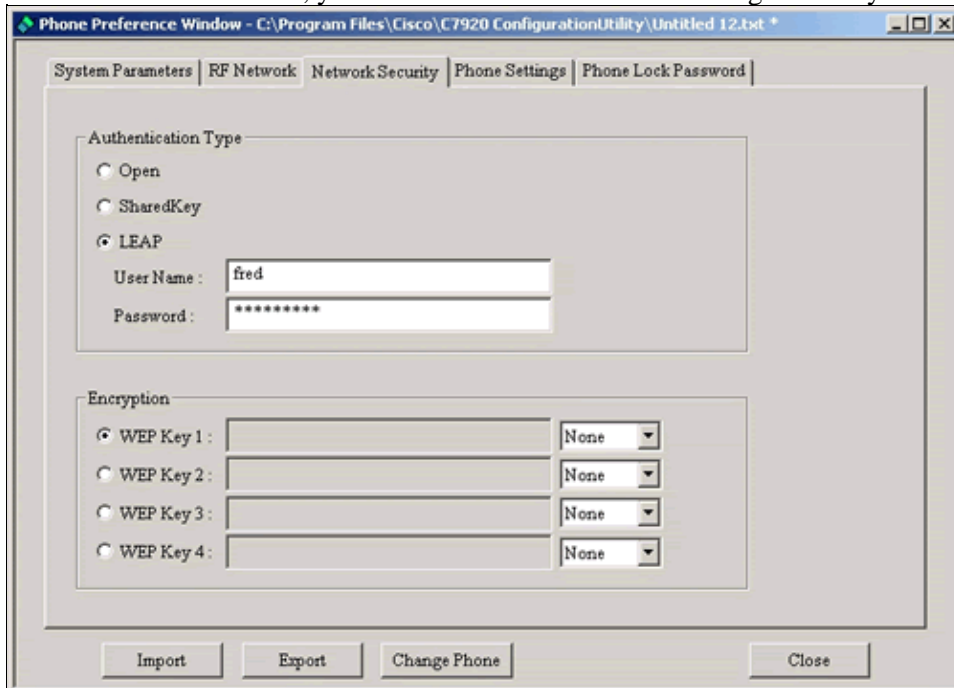 Phone Preference Window - C:\Program Files\Cisco\C7920 ConfigurationUtility\Untitled 12.txt *
System Parameters RF Network Network Security Phone Settings Phone Lock Password
Authentication Type
Open
SharedKey
LEAP
User Name : fred
Password : *********
Encryption
WEP Key 1 : None
WEP Key 2 : None
WEP Key 3 : None
WEP Key 4 : None
Import Export Change Phone Close